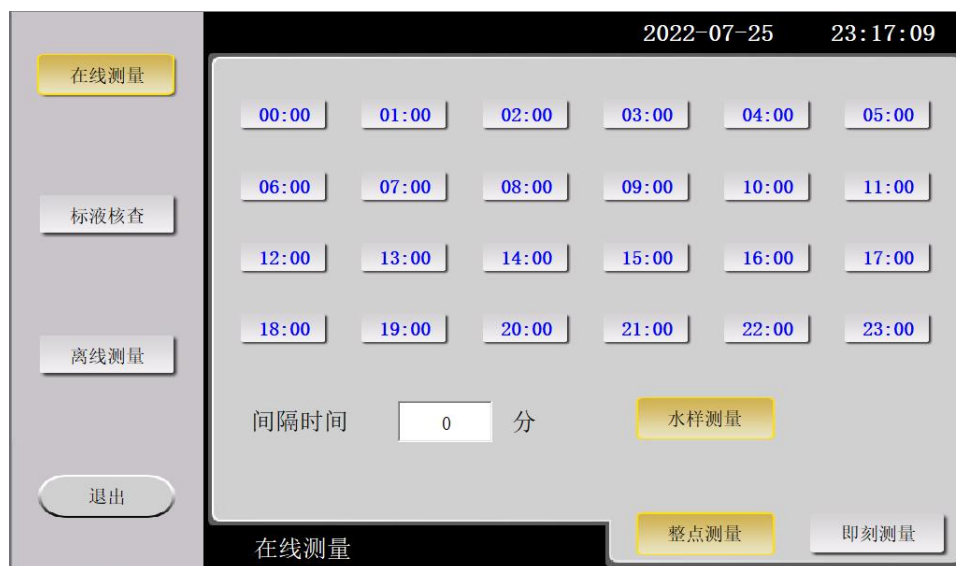 2022-07-25 23:17:09
在线测量
00:00 01:00 02:00 03:00 04:00 05:00
06:00 07:00 08:00 09:00 10:00 11:00
标液核查
12:00 13:00 14:00 15:00 16:00 17:00
18:00 19:00 20:00 21:00 22:00 23:00
离线测量
间隔时间 0 分 水样测量
退出
在线测量 整点测量 即刻测量